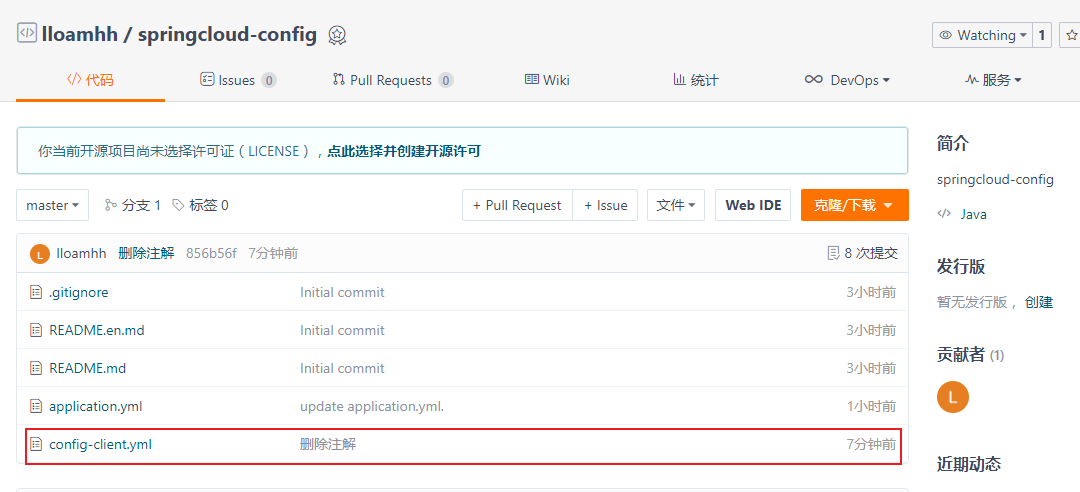 lloamhh / springcloud-config
Watching 1
代码 Issues 0 Pull Requests 0 Wiki 统计 DevOps 服务
你当前开源项目尚未选择许可证（LICENSE），点此选择并创建开源许可
master 分支 1 标签 0 + Pull Request + Issue 文件 Web IDE 克隆/下载
L lloamhh 删除注解 856b56f 7分钟前 8 次提交
.gitignore Initial commit 3小时前
README.en.md Initial commit 3小时前
README.md Initial commit 3小时前
application.yml update application.yml. 1小时前
config-client.yml 删除注解 7分钟前
简介
springcloud-config
Java
发行版
暂无发行版，创建
贡献者 (1)
L
近期动态